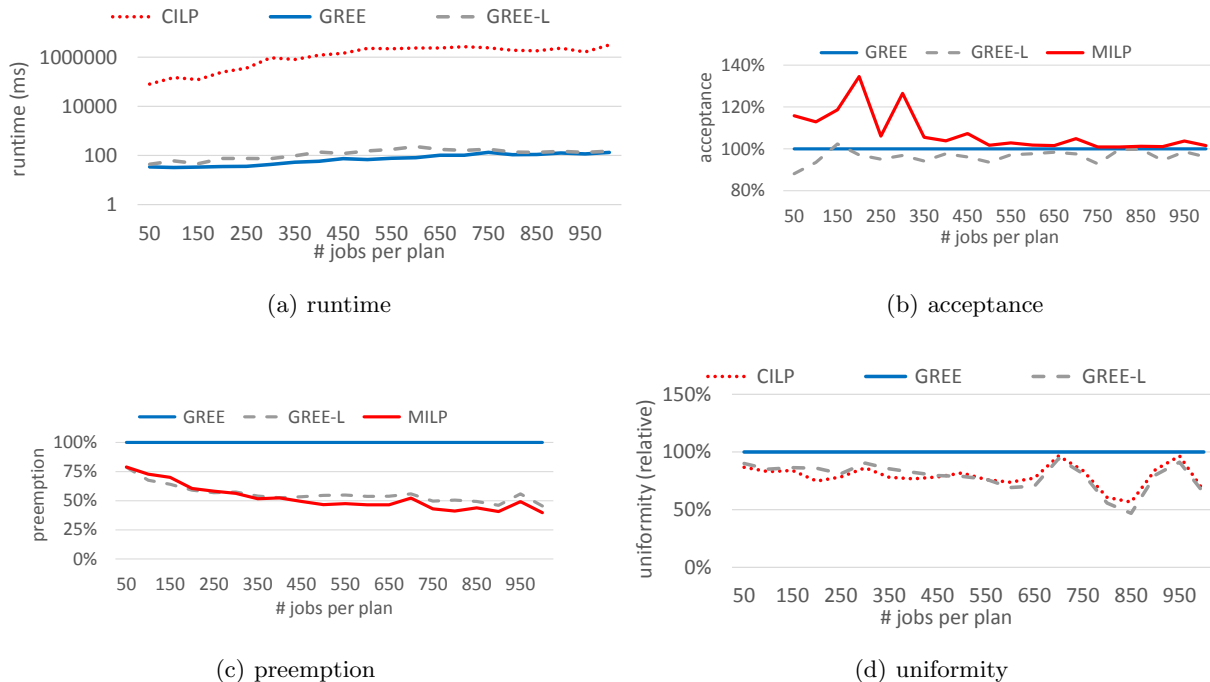 CILP GREE GREE-L
runtime (ms)
1000000
10000
100
1
50 150 250 350 450 550 650 750 850 950
# jobs per plan
(a) runtime
GREE GREE-L MILP
acceptance
140%
120%
100%
80%
50 150 250 350 450 550 650 750 850 950
# jobs per plan
(b) acceptance
GREE GREE-L MILP
preemption
100%
75%
50%
25%
0%
50 150 250 350 450 550 650 750 850 950
# jobs per plan
(c) preemption
CILP GREE GREE-L
uniformity (relative)
150%
100%
50%
0%
50 150 250 350 450 550 650 750 850 950
# jobs per plan
(d) uniformity